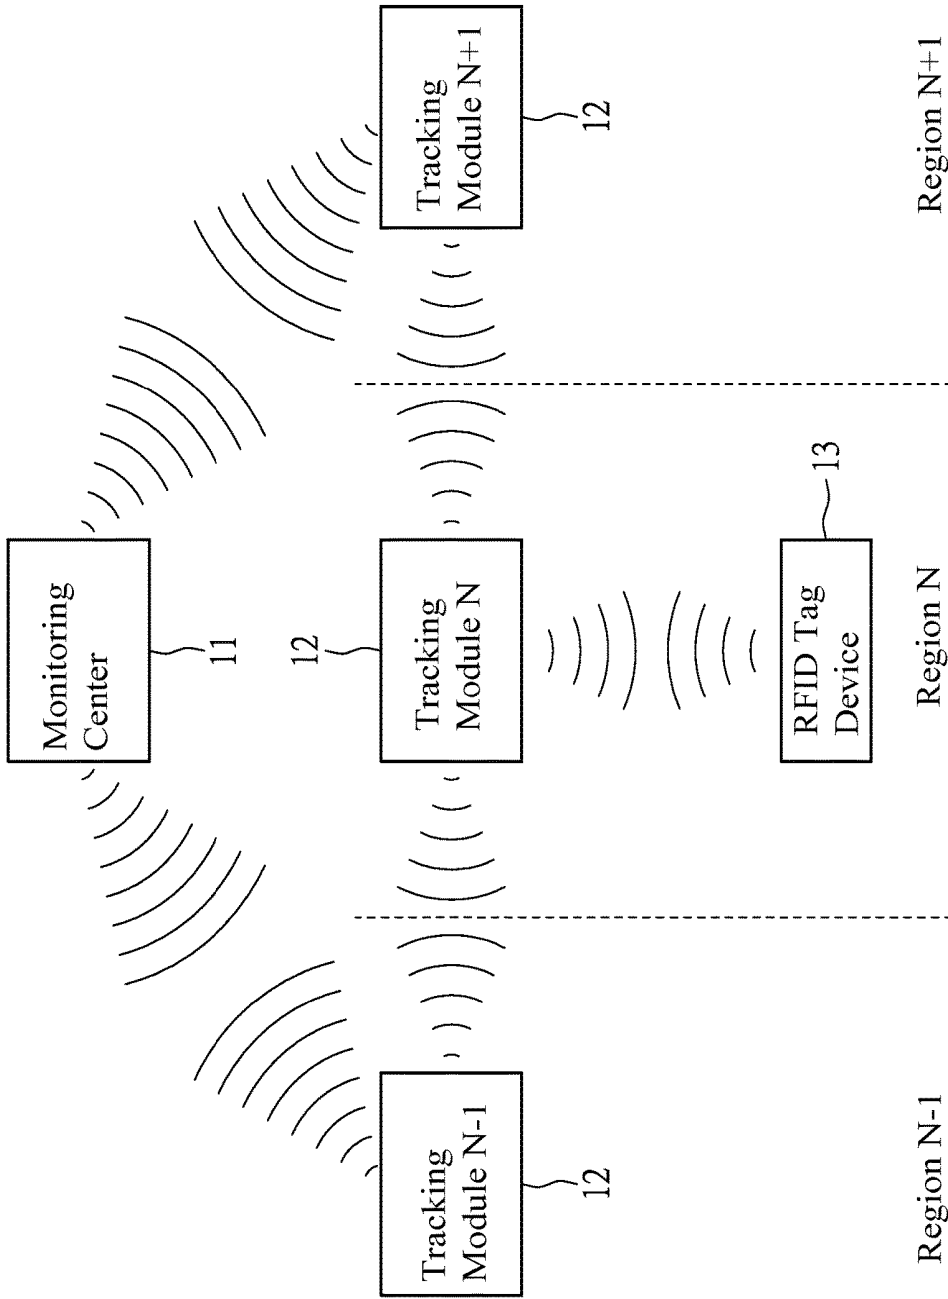 Monitoring
Center
11
Tracking
Module N-1
12
12
Tracking
Module N
Tracking
Module N+1
12
RFID Tag
Device
13
Region N-1
Region N
Region N+1